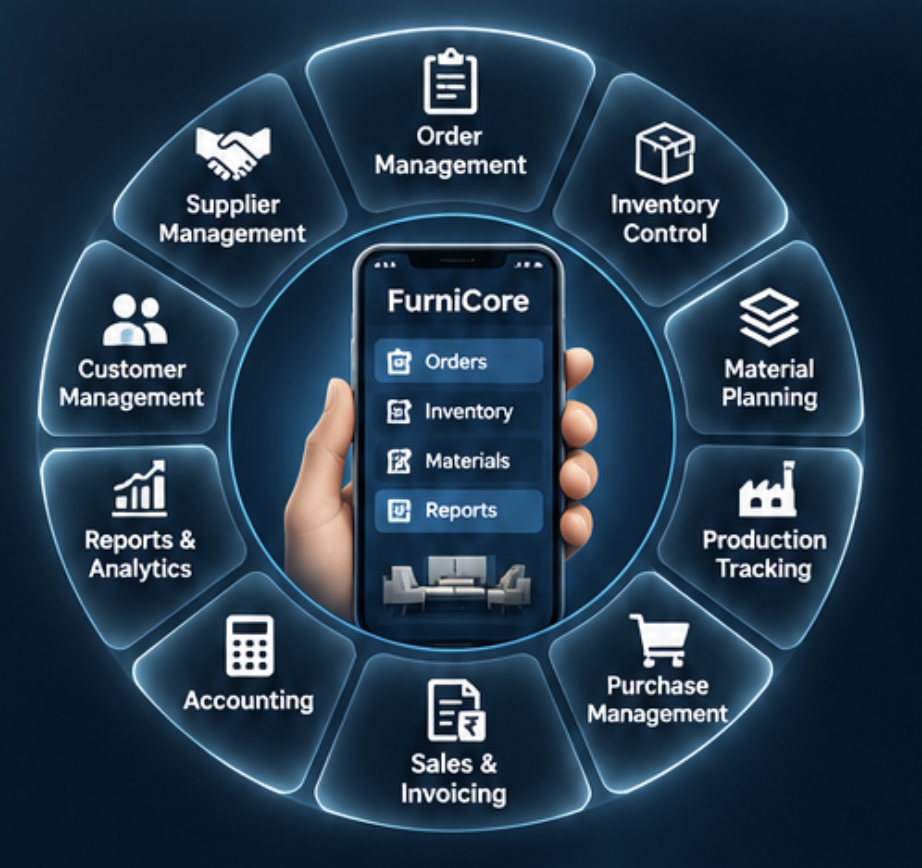 Order
Management
Inventory
Control
Material
Planning
Production
Tracking
Purchase
Management
Sales &
Invoicing
₹
Accounting
Reports &
Analytics
Customer
Management
Supplier
Management
FurniCore
Orders
Inventory
Materials
Reports